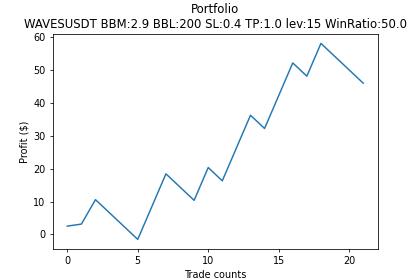 Portfolio
WAVESUSDT BBM:2.9 BBL:200 SL:0.4 TP:1.0 lev:15 WinRatio:50.0
60
50
40
30
20
10
0
Profit ($)
0 5 10 15 20
Trade counts